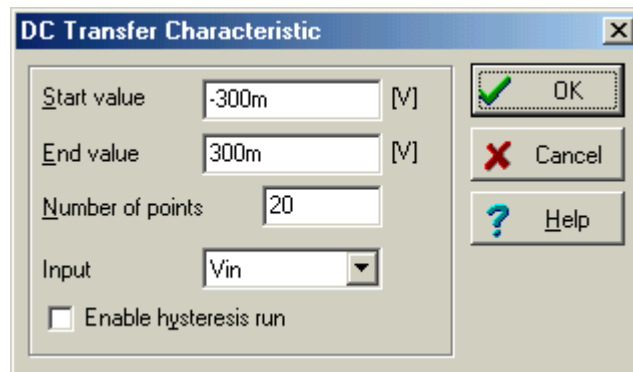 DC Transfer Characteristic
Start value -300m [V]
End value 300m [V]
Number of points 20
Input Vin
Enable hysteresis run
OK
Cancel
Help